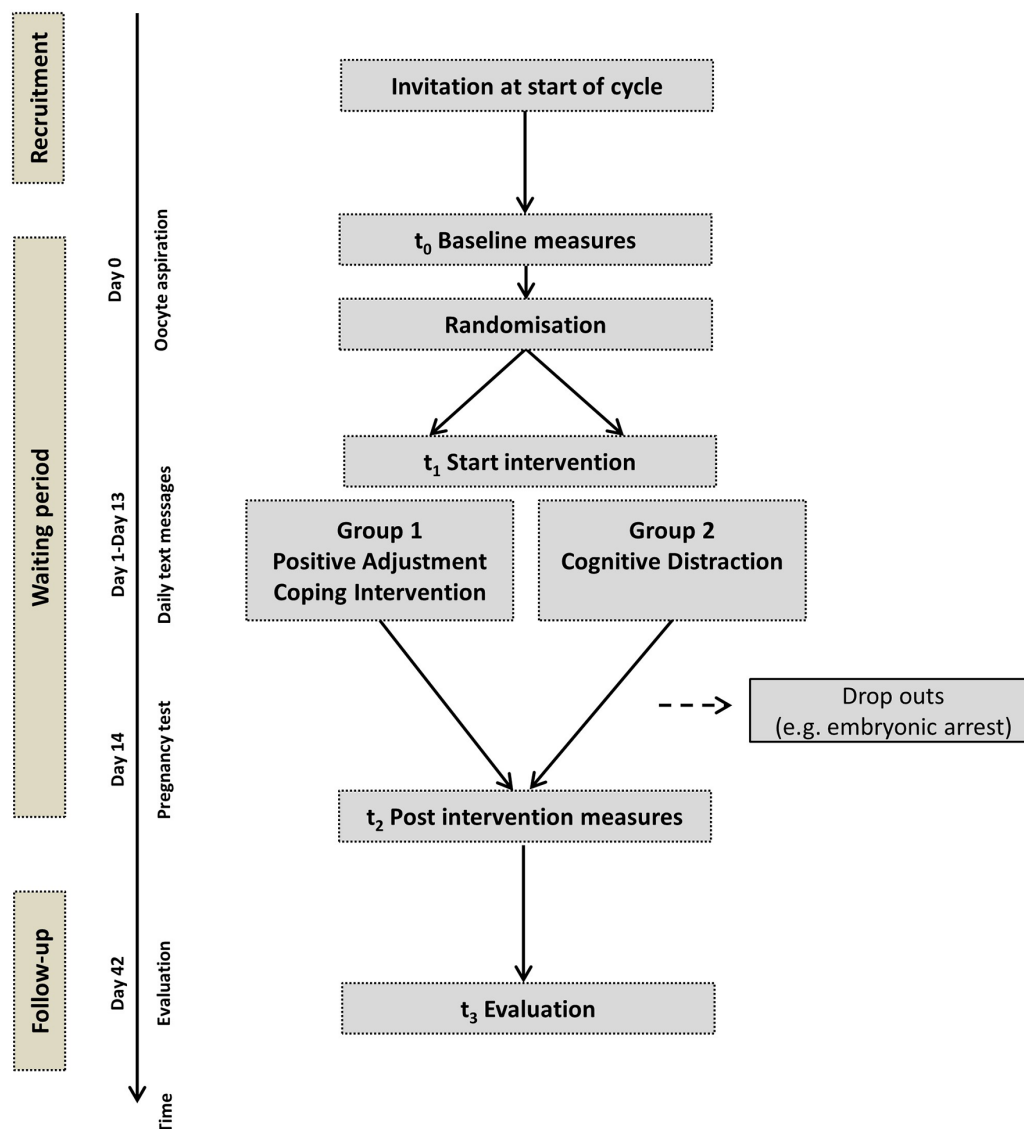 Recruitment
Invitation at start of cycle
Waiting period
Day 0
Oocyte aspiration
t0 Baseline measures
Randomisation
t1 Start intervention
Day 1-Day 13
Daily text messages
Group 1
Positive Adjustment
Coping Intervention
Group 2
Cognitive Distraction
Drop outs
(e.g. embryonic arrest)
Day 14
Pregnancy test
t2 Post intervention measures
Follow-up
Day 42
Evaluation
t3 Evaluation
Time